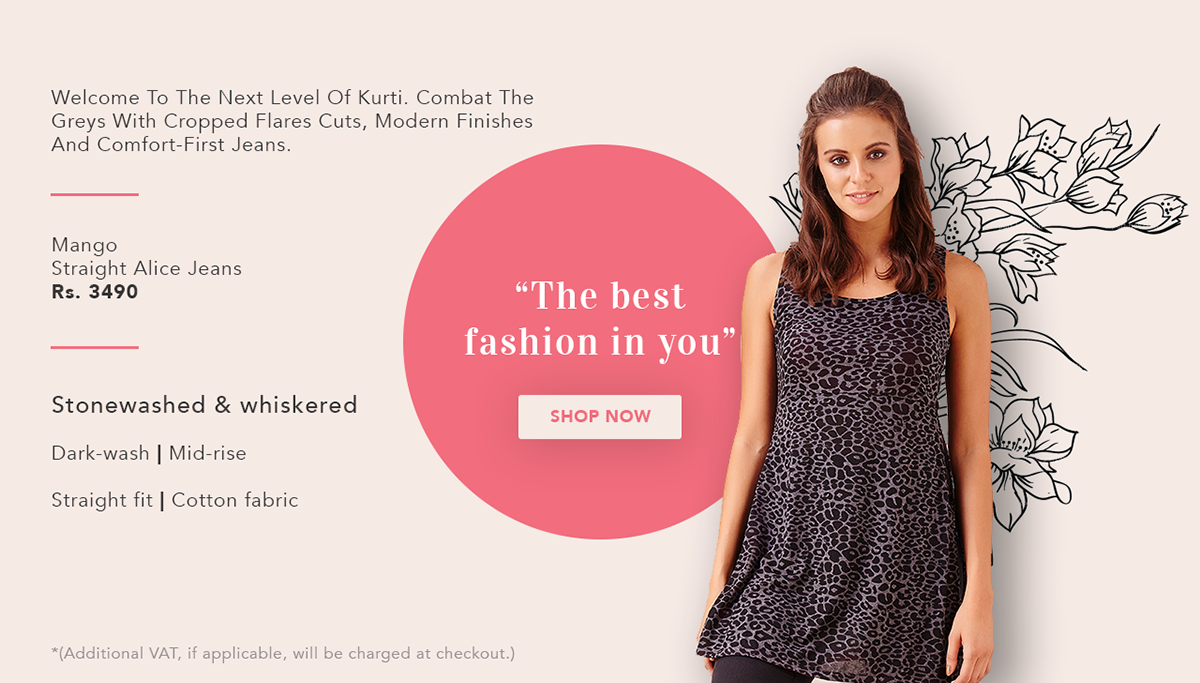 Welcome To The Next Level Of Kurti. Combat The
Greys With Cropped Flares Cuts, Modern Finishes
And Comfort-First Jeans.
Mango
Straight Alice Jeans
Rs. 3490
Stonewashed & whiskered
Dark-wash | Mid-rise
Straight fit | Cotton fabric
*(Additional VAT, if applicable, will be charged at checkout.)
“The best
fashion in you”
SHOP NOW